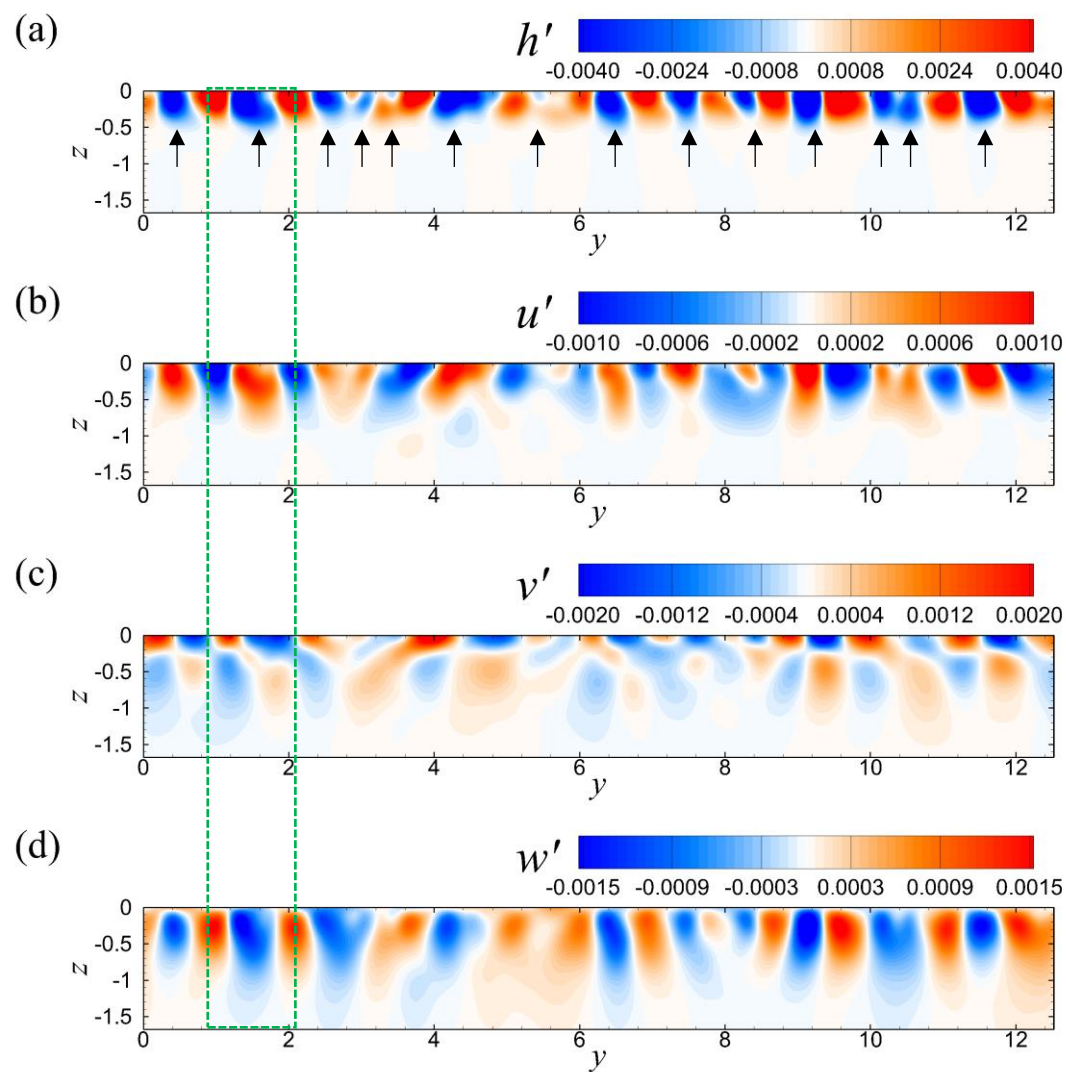 (a)
h′
-0.0040 -0.0024 -0.0008 0.0008 0.0024 0.0040
0
-0.5
-1
-1.5
z
0 2 4 6 8 10 12
y
(b)
u′
-0.0010 -0.0006 -0.0002 0.0002 0.0006 0.0010
0
-0.5
-1
-1.5
z
0 2 4 6 8 10 12
y
(c)
v′
-0.0020 -0.0012 -0.0004 0.0004 0.0012 0.0020
0
-0.5
-1
-1.5
z
0 2 4 6 8 10 12
y
(d)
w′
-0.0015 -0.0009 -0.0003 0.0003 0.0009 0.0015
0
-0.5
-1
-1.5
z
0 2 4 6 8 10 12
y